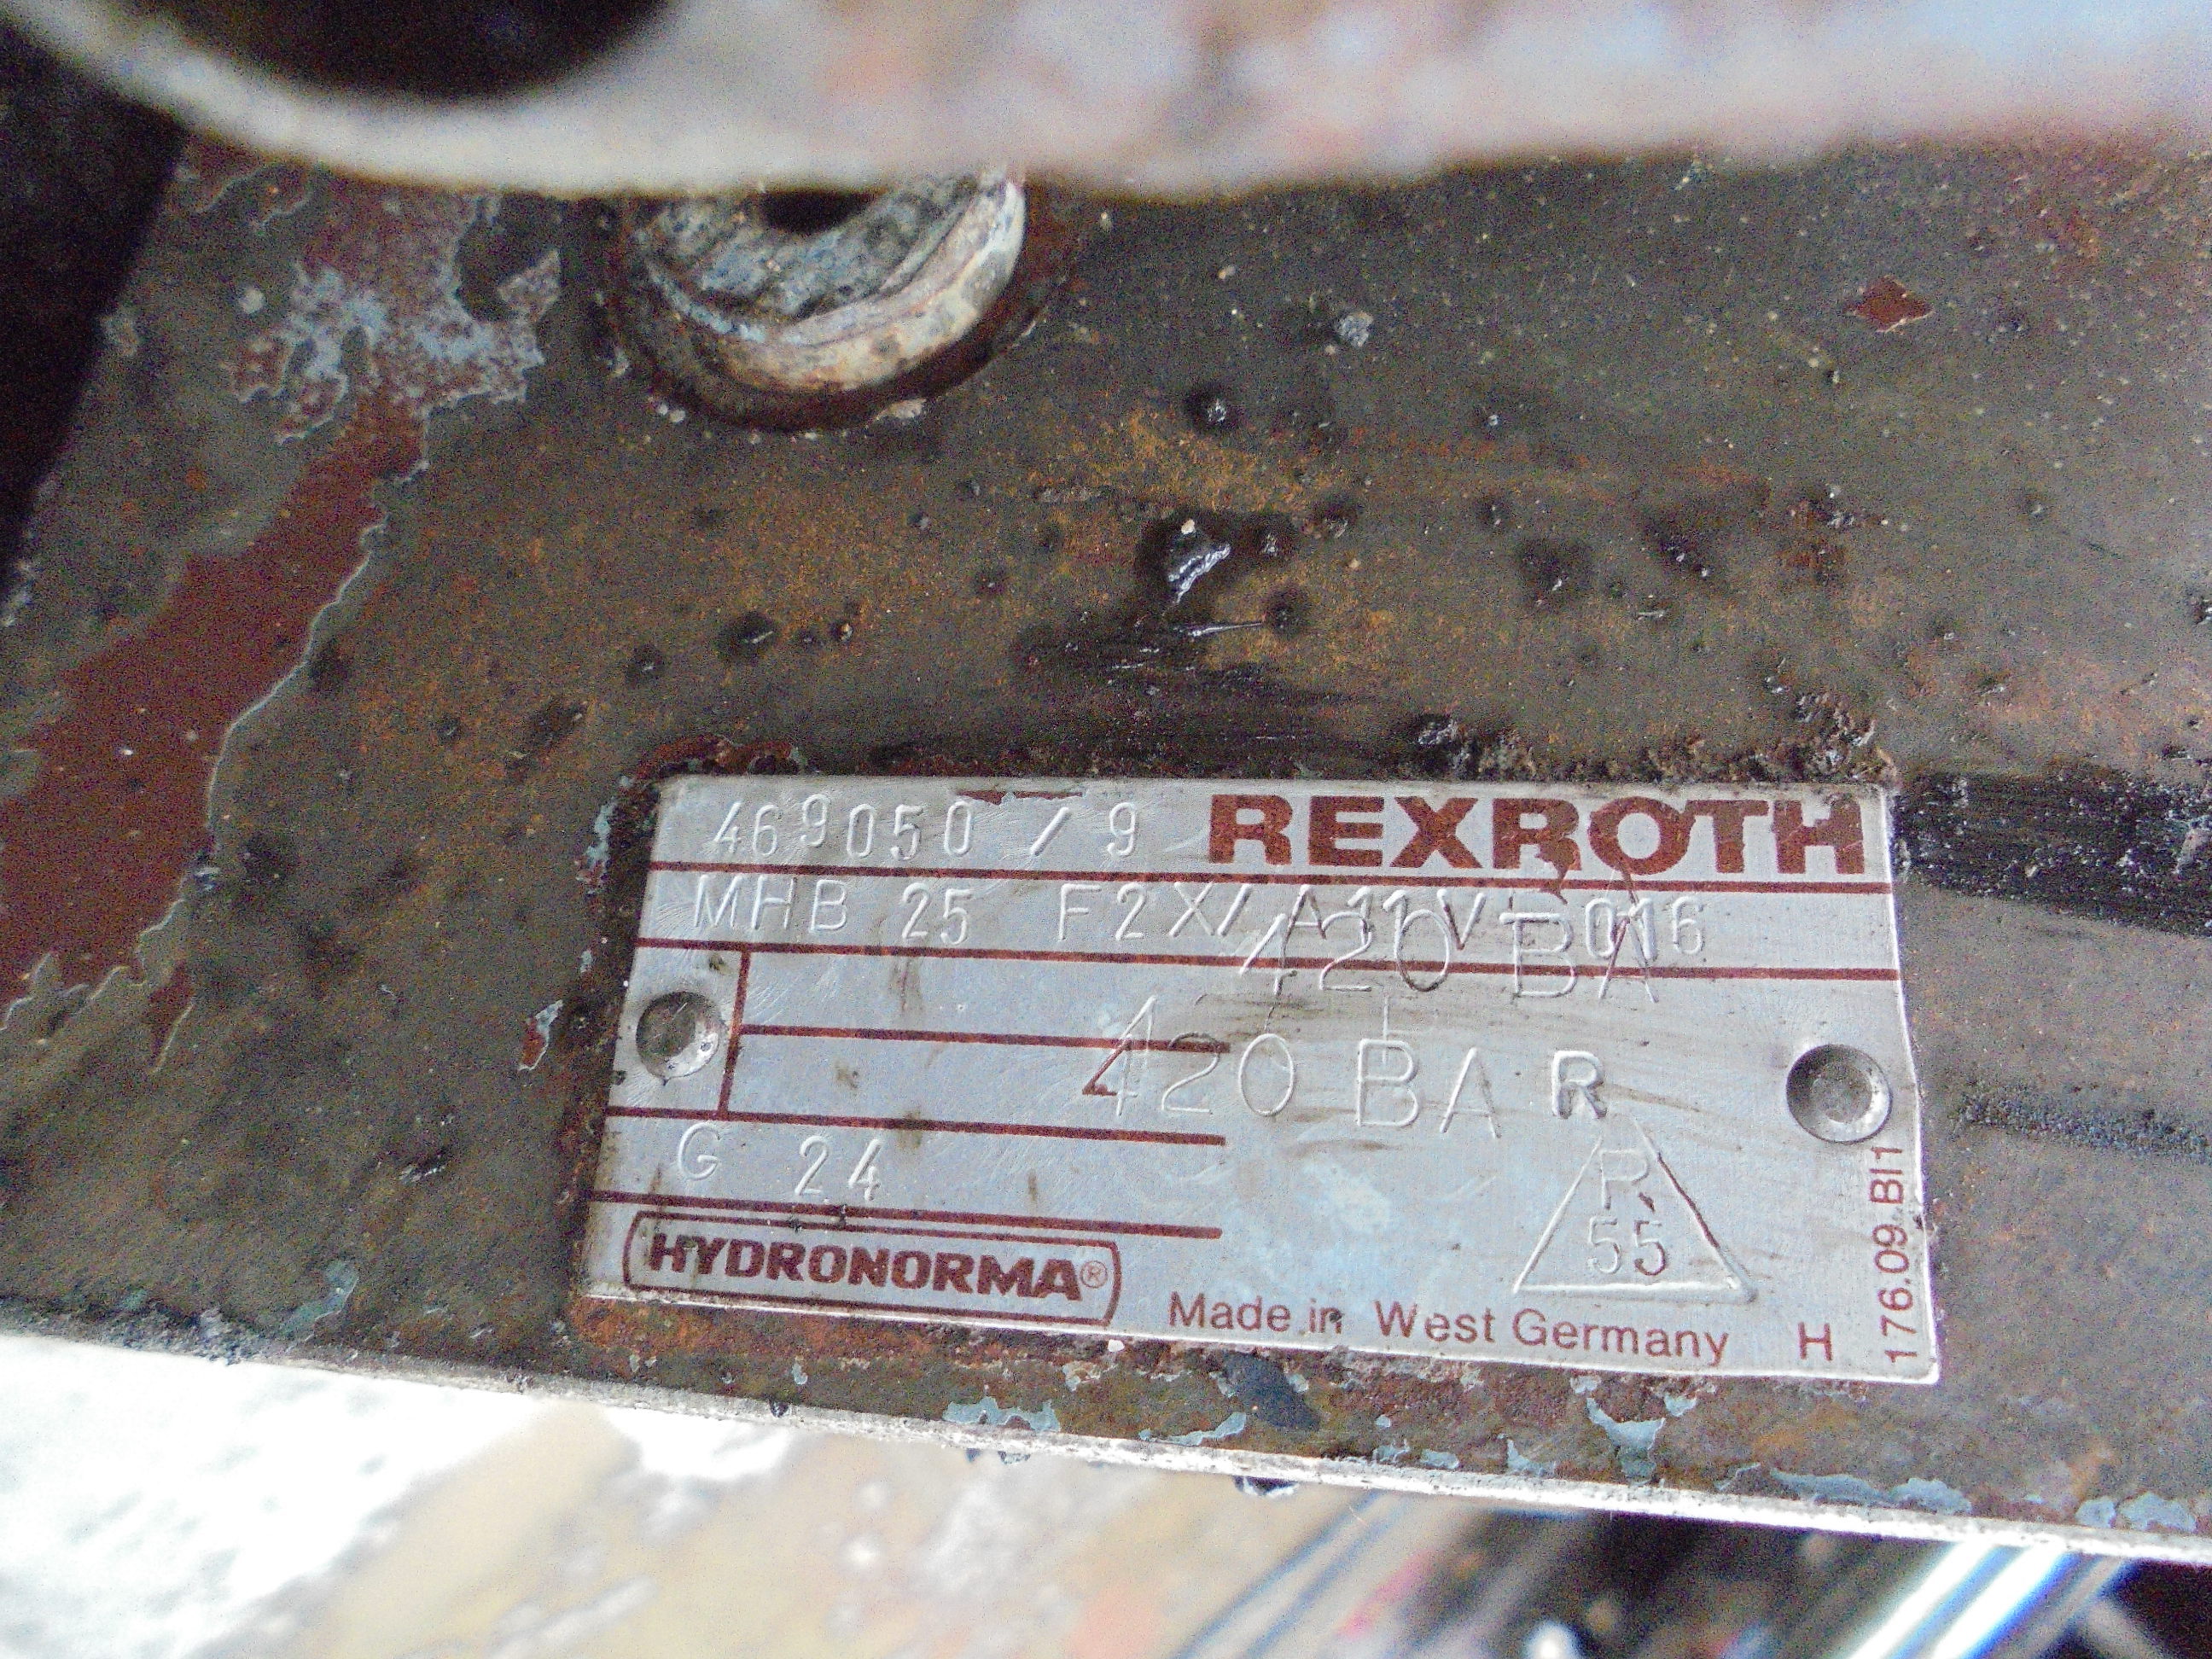 469050 / 9 REXROTH
MHB 25 F2X/ A11V- 016
420 BA
420 BAR
G 24
P
55
HYDRONORMA®
Made in West Germany H
176.09.BI1